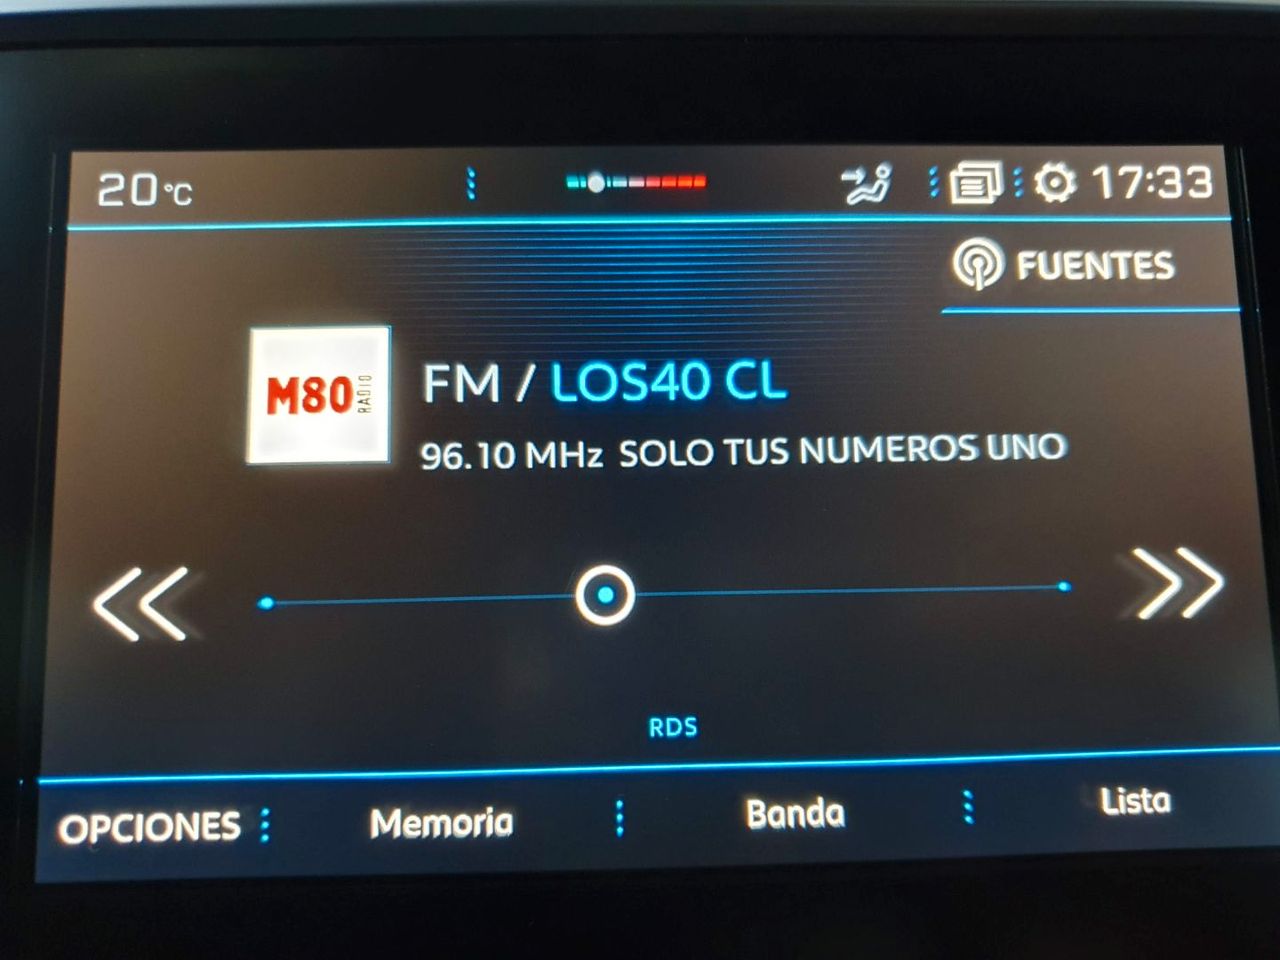 20°C
17:33
FUENTES
M80 RADIO
FM / LOS40 CL
96.10 MHz SOLO TUS NUMEROS UNO
RDS
OPCIONES Memoria Banda Lista